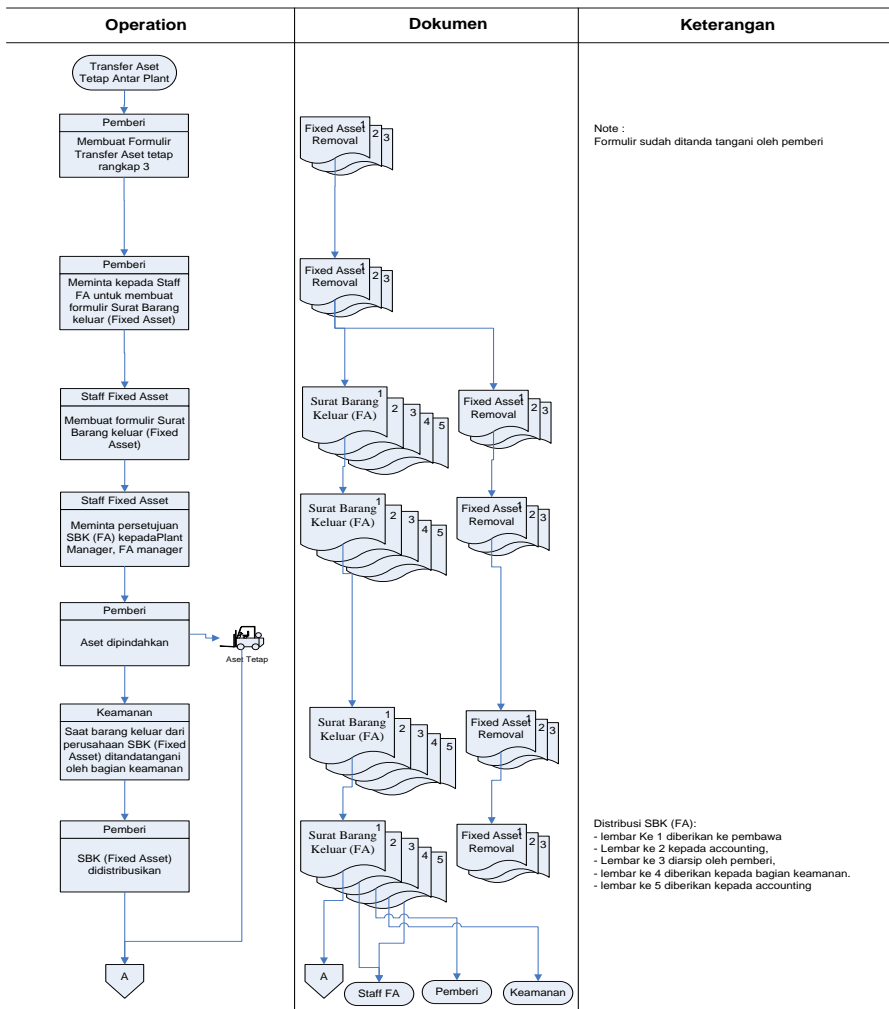 Operation
Dokumen
Keterangan
Transfer Aset
Tetap Antar Plant
Pemberi
Membuat Formulir
Transfer Aset tetap
rangkap 3
Fixed Asset
Removal
1
2
3
Note :
Formulir sudah ditanda tangani oleh pemberi
Pemberi
Meminta kepada Staff
FA untuk membuat
formulir Surat Barang
keluar (Fixed Asset)
Fixed Asset
Removal
1
2
3
Staff Fixed Asset
Membuat formulir Surat
Barang keluar (Fixed
Asset)
Surat Barang
Keluar (FA)
1
2
3
4
5
Fixed Asset
Removal
1
2
3
Staff Fixed Asset
Meminta persetujuan
SBK (FA) kepadaPlant
Manager, FA manager
Surat Barang
Keluar (FA)
1
2
3
4
5
Fixed Asset
Removal
1
2
3
Pemberi
Aset dipindahkan
Aset Tetap
Keamanan
Saat barang keluar dari
perusahaan SBK (Fixed
Asset) ditandatangani
oleh bagian keamanan
Surat Barang
Keluar (FA)
1
2
3
4
5
Fixed Asset
Removal
1
2
3
Pemberi
SBK (Fixed Asset)
didistribusikan
Surat Barang
Keluar (FA)
1
2
3
4
5
Fixed Asset
Removal
1
2
3
Distribusi SBK (FA):
- lembar Ke 1 diberikan ke pembawa
- Lembar ke 2 kepada accounting,
- Lembar ke 3 diarsip oleh pemberi,
- lembar ke 4 diberikan kepada bagian keamanan.
- lembar ke 5 diberikan kepada accounting
A
A
Staff FA
Pemberi
Keamanan